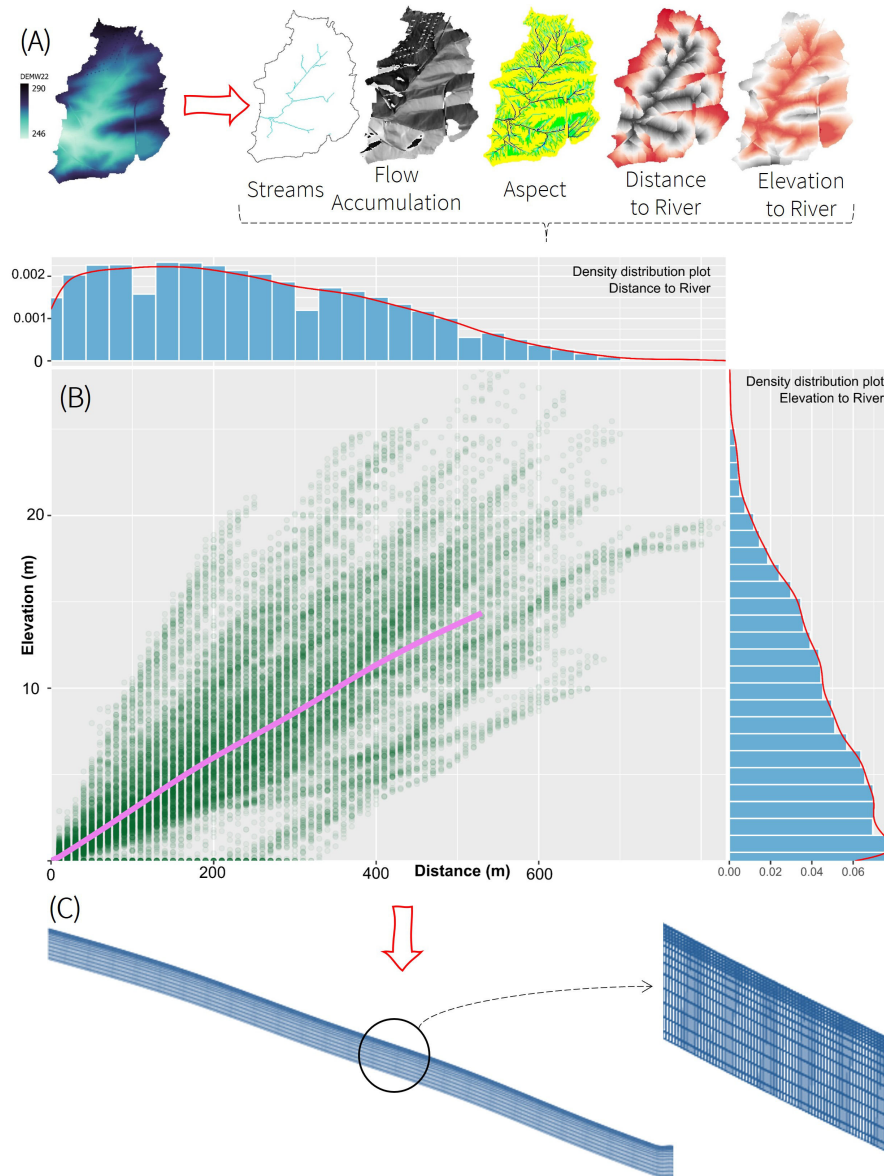 (A)
DEMW22
290
246
Streams
Flow
Accumulation
Aspect
Distance
to River
Elevation
to River
0.002
0.001
0
Density distribution plot
Distance to River
(B)
Density distribution plot
Elevation to River
Elevation (m)
20
10
0
200
400
600
Distance (m)
0.00
0.02
0.04
0.06
(C)